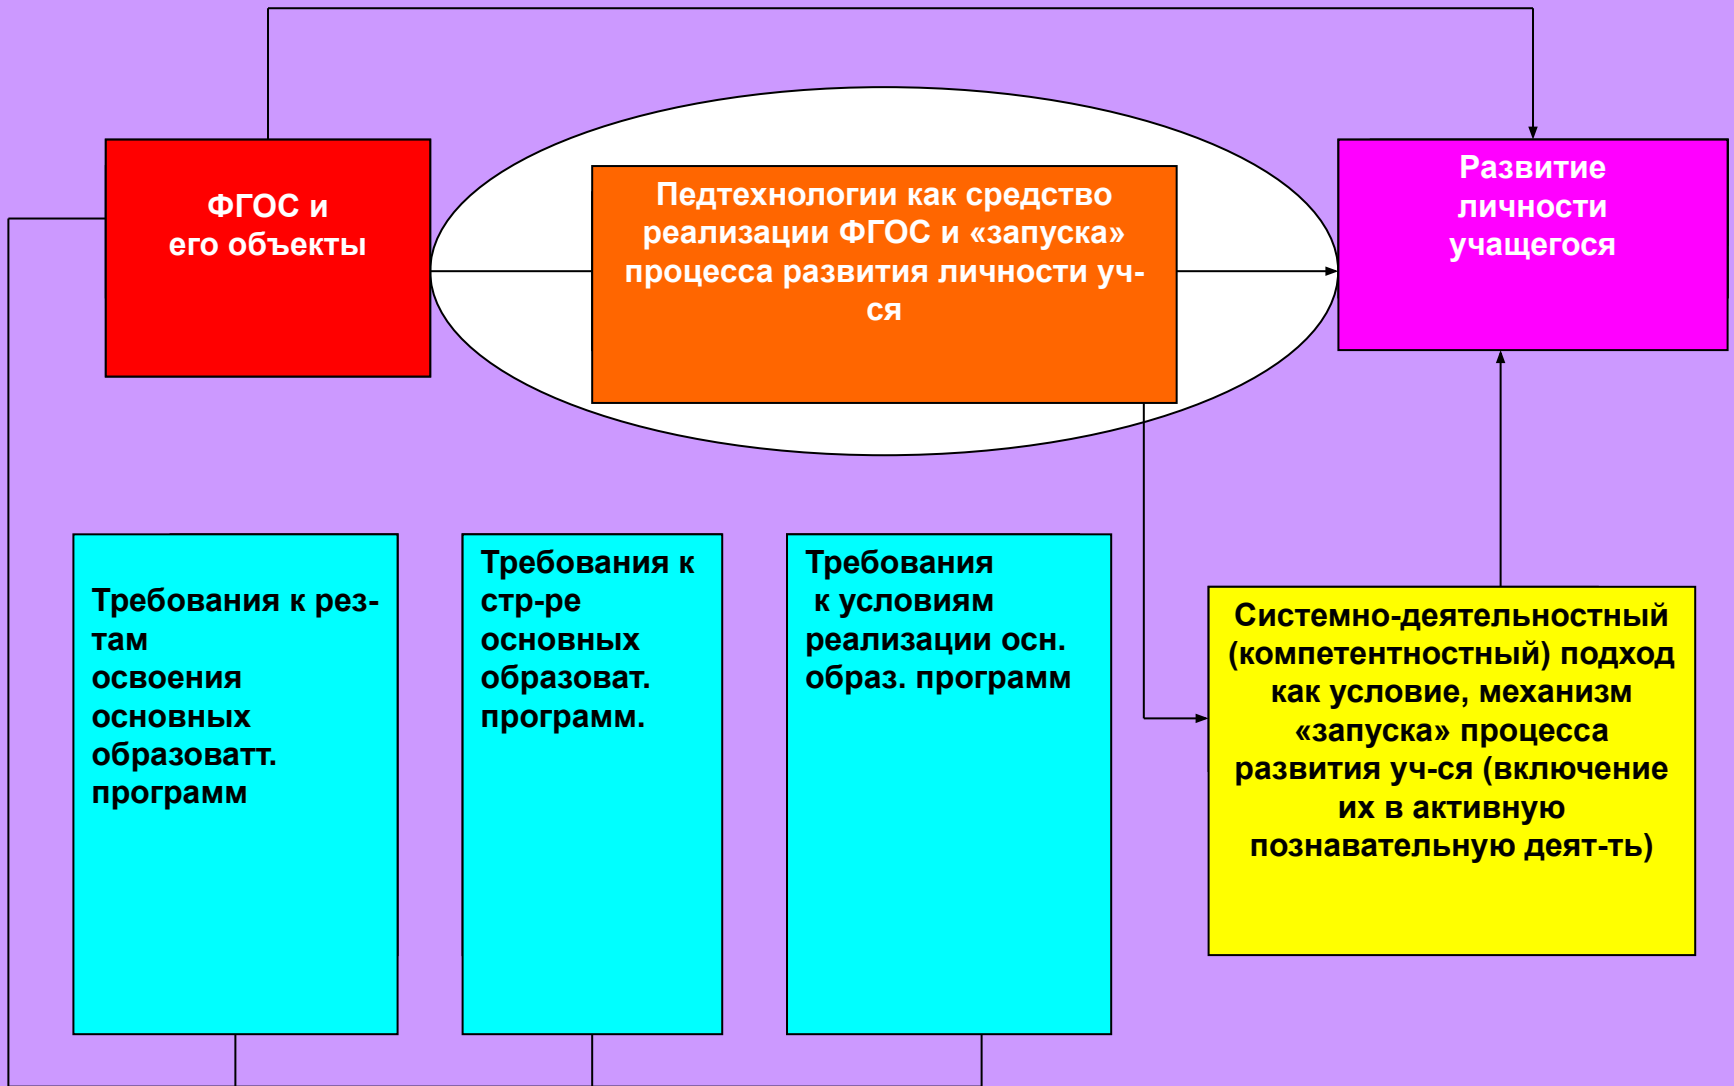 ФГОС и
его объекты
Педтехнологии как средство
реализации ФГОС и «запуска»
процесса развития личности уч-
ся
Развитие
личности
учащегося
Требования к рез-
там
освоения
основных
образоватт.
программ
Требования к
стр-ре
основных
образоват.
программ.
Требования
к условиям
реализации осн.
образ. программ
Системно-деятельностный
(компетентностный) подход
как условие, механизм
«запуска» процесса
развития уч-ся (включение
их в активную
познавательную деят-ть)